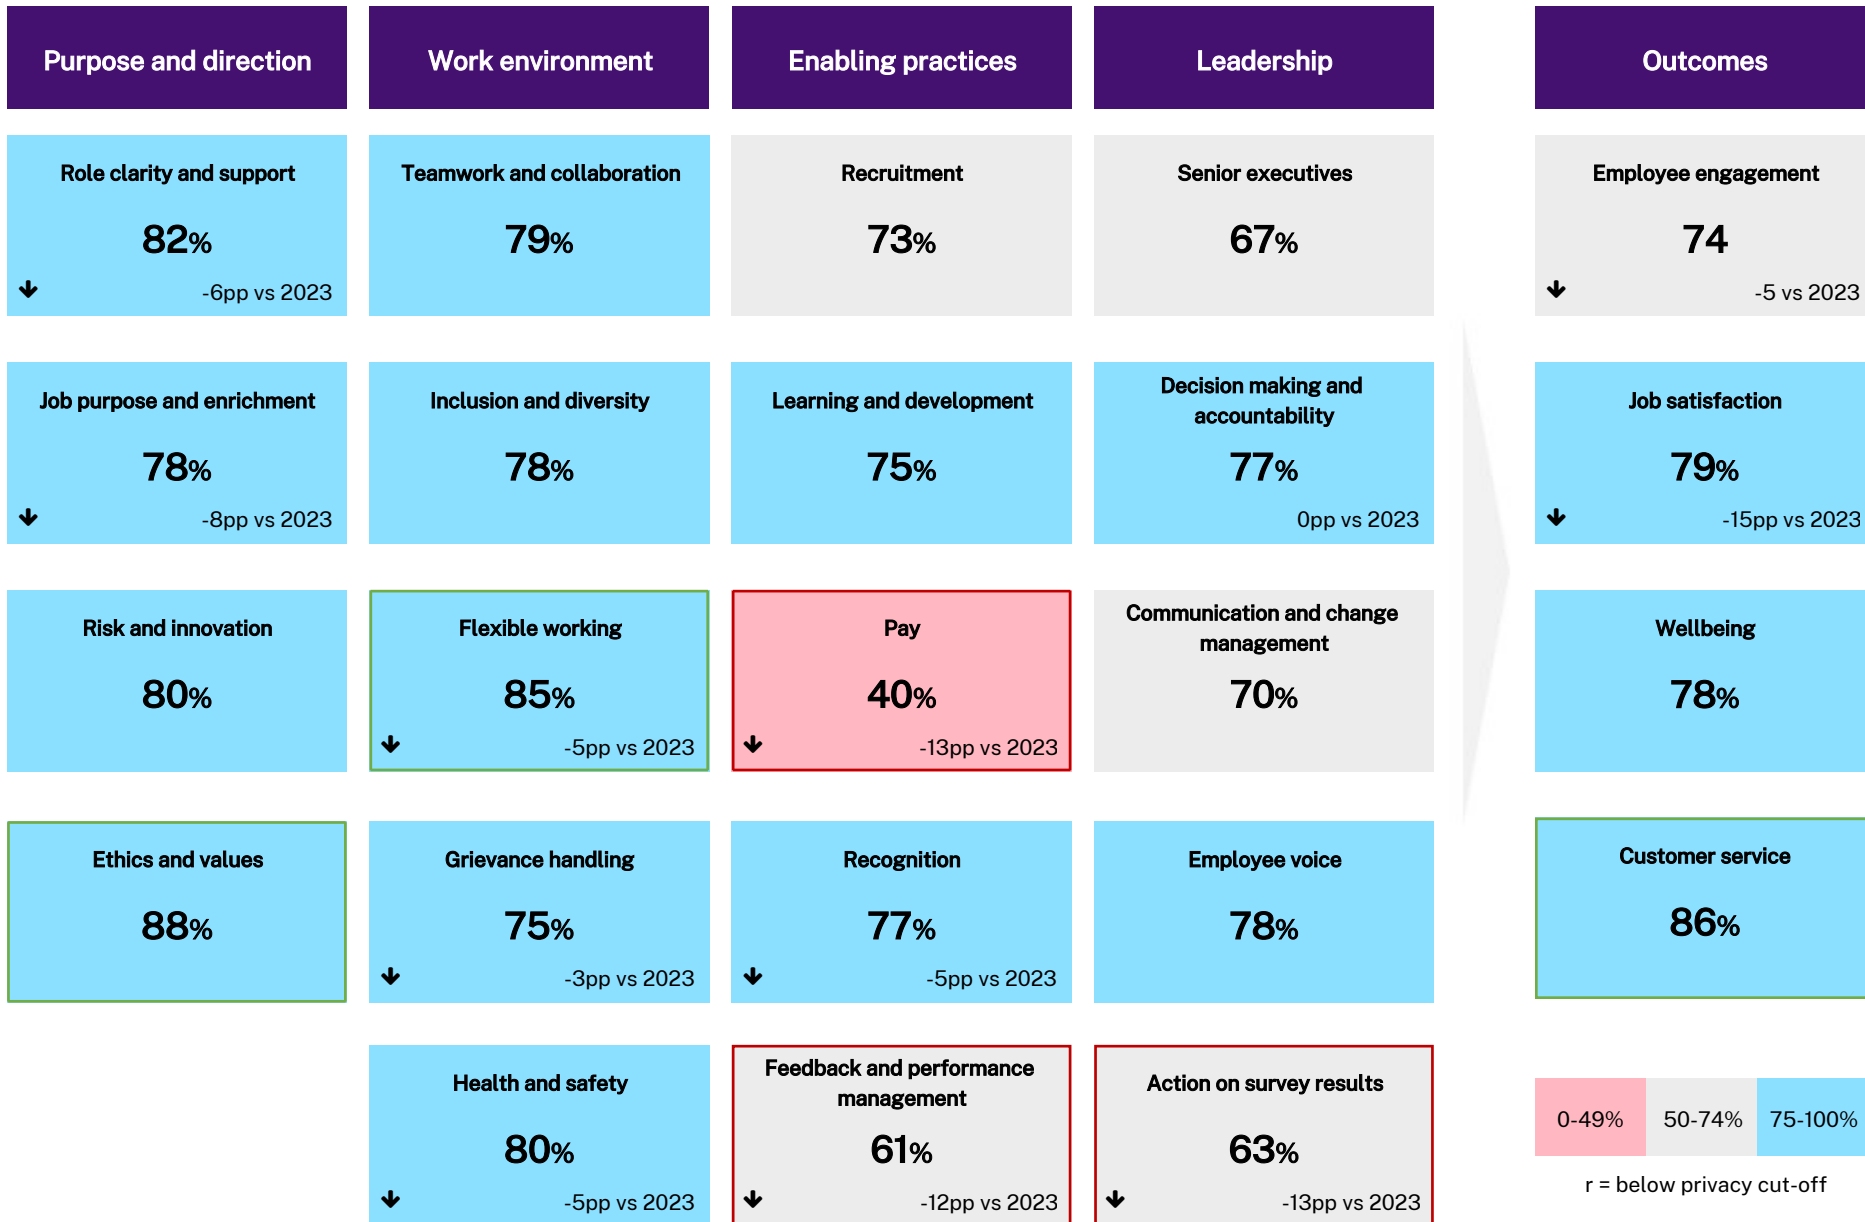 Purpose and direction
Work environment
Enabling practices
Leadership
Outcomes
Role clarity and support
82%
-6pp vs 2023
Teamwork and collaboration
79%
Recruitment
73%
Senior executives
67%
Employee engagement
74
-5 vs 2023
Job purpose and enrichment
78%
-8pp vs 2023
Inclusion and diversity
78%
Learning and development
75%
Decision making and
accountability
77%
0pp vs 2023
Job satisfaction
79%
-15pp vs 2023
Risk and innovation
80%
Flexible working
85%
-5pp vs 2023
Pay
40%
-13pp vs 2023
Communication and change
management
70%
Wellbeing
78%
Ethics and values
88%
Grievance handling
75%
-3pp vs 2023
Recognition
77%
-5pp vs 2023
Employee voice
78%
Customer service
86%
Health and safety
80%
-5pp vs 2023
Feedback and performance
management
61%
-12pp vs 2023
Action on survey results
63%
-13pp vs 2023
0-49%
50-74%
75-100%
r = below privacy cut-off